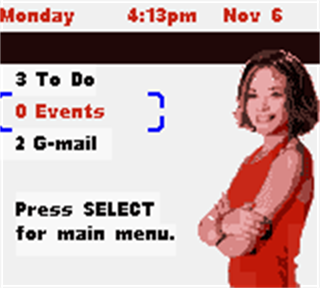 Monday 4:13pm Nov 6
3 To Do
0 Events
2 G-mail
Press SELECT
for main menu.